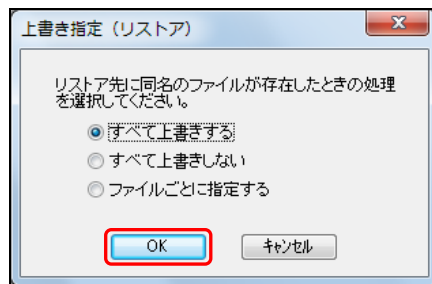 上書き指定（リストア）
リストア先に同名のファイルが存在したときの処理
を選択してください。
すべて上書きする
すべて上書きしない
ファイルごとに指定する
OK
キャンセル